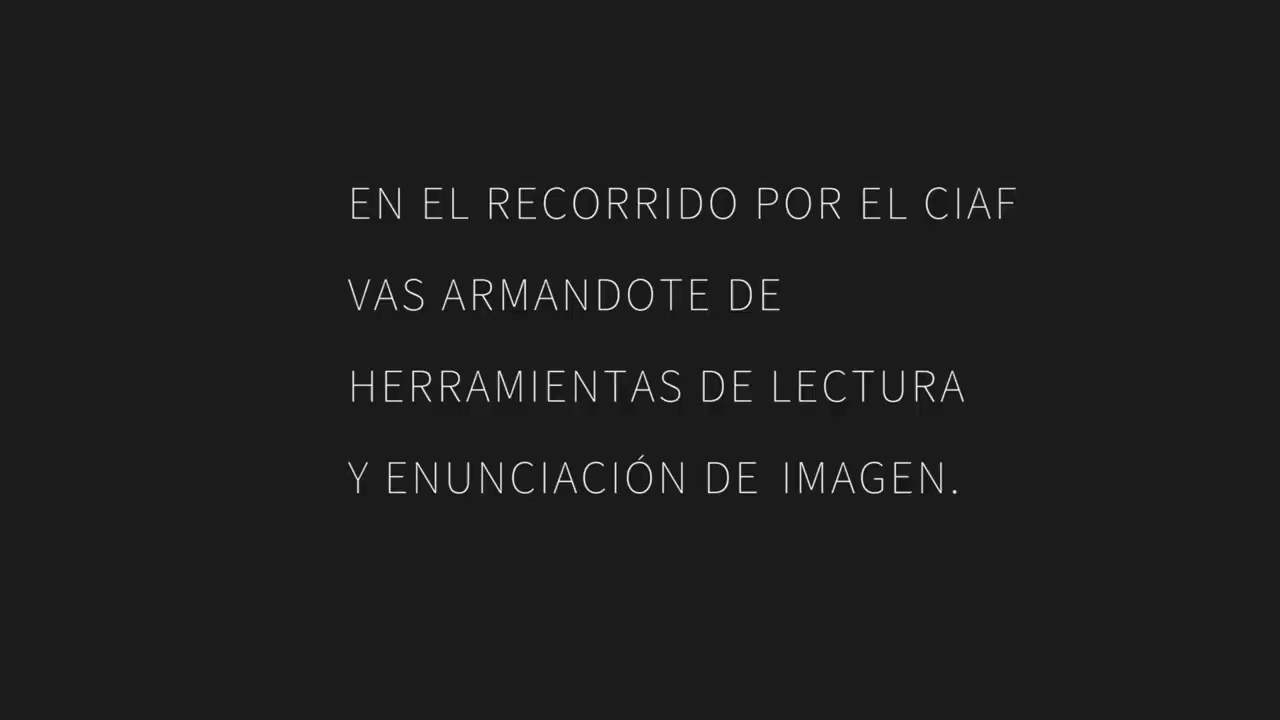 EN EL RECORRIDO POR EL CIAF
VAS ARMANDOTE DE
HERRAMIENTAS DE LECTURA
Y ENUNCIACIÓN DE IMAGEN.